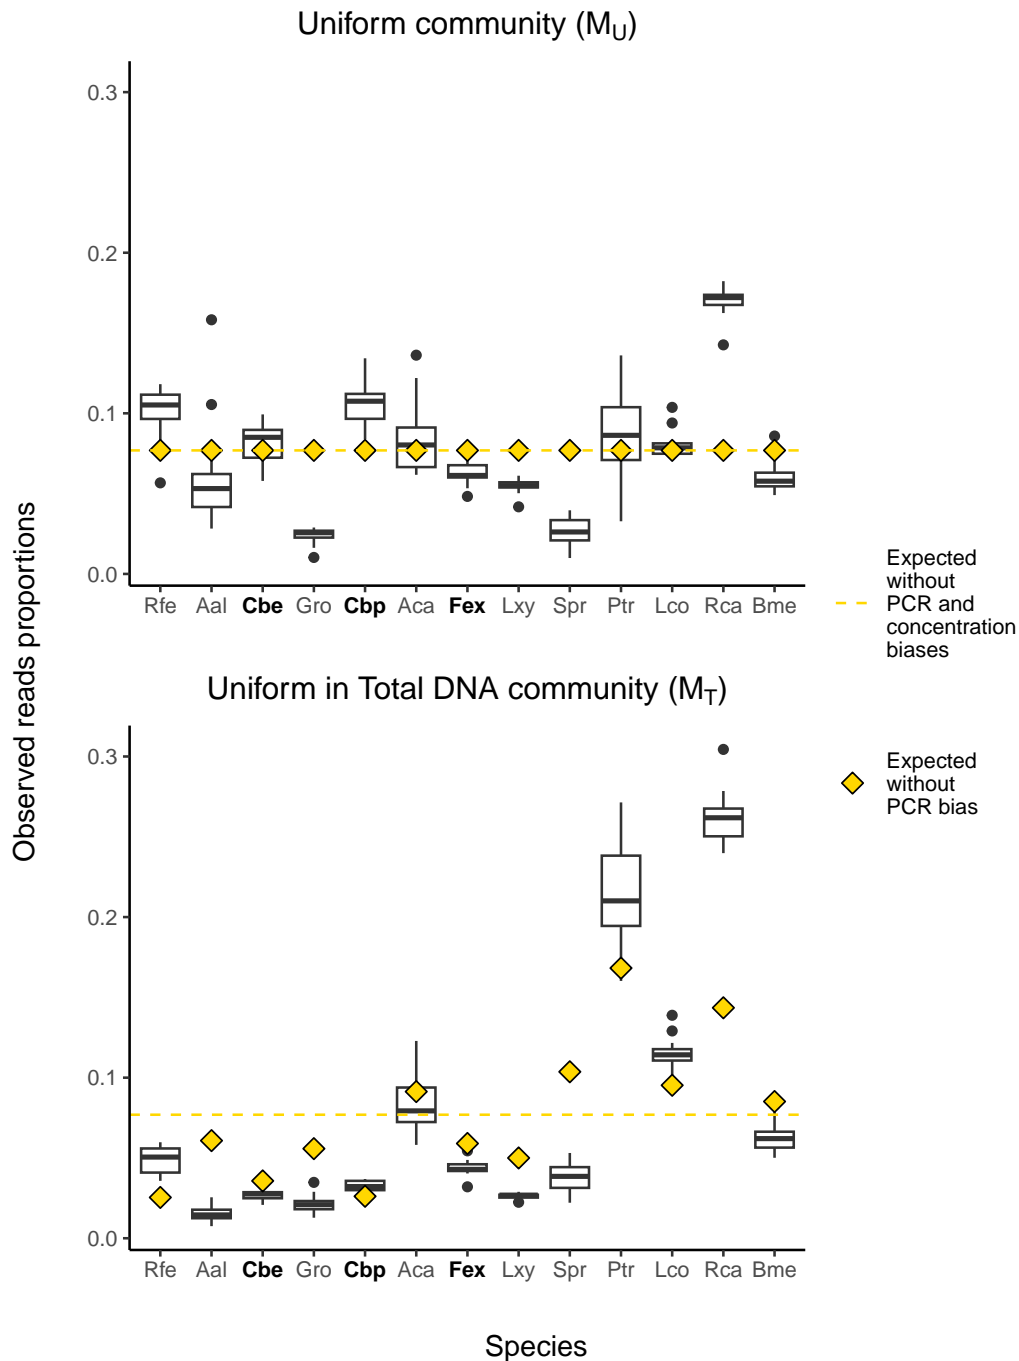 Uniform community (M_U)
0.3
0.2
0.1
0.0
Rfe Aal Cbe Gro Cbp Aca Fex Lxy Spr Ptr Lco Rca Bme
Observed reads proportions
Expected
without
PCR and
concentration
biases
Expected
without
PCR bias
Uniform in Total DNA community (M_T)
0.3
0.2
0.1
0.0
Rfe Aal Cbe Gro Cbp Aca Fex Lxy Spr Ptr Lco Rca Bme
Species